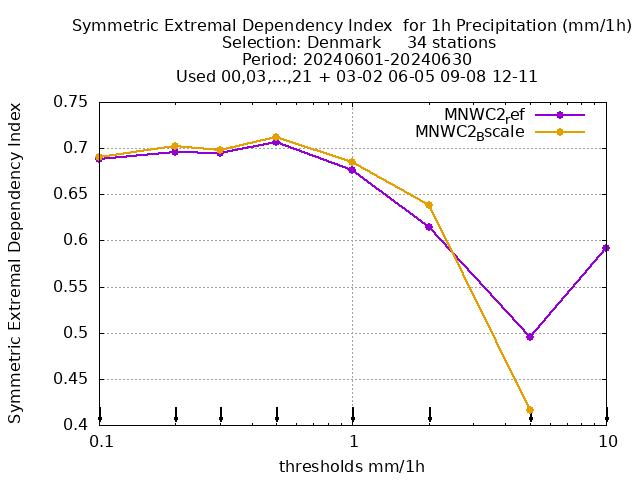 Symmetric Extremal Dependency Index  for 1h Precipitation (mm/1h)
Selection: Denmark     34 stations
Period: 20240601-20240630
Used 00,03,...,21 + 03-02 06-05 09-08 12-11
MNWC2ref
MNWC2Bscale
0.75
0.7
0.65
0.6
0.55
0.5
0.45
0.4
Symmetric Extremal Dependency Index
0.1
1
10
thresholds mm/1h